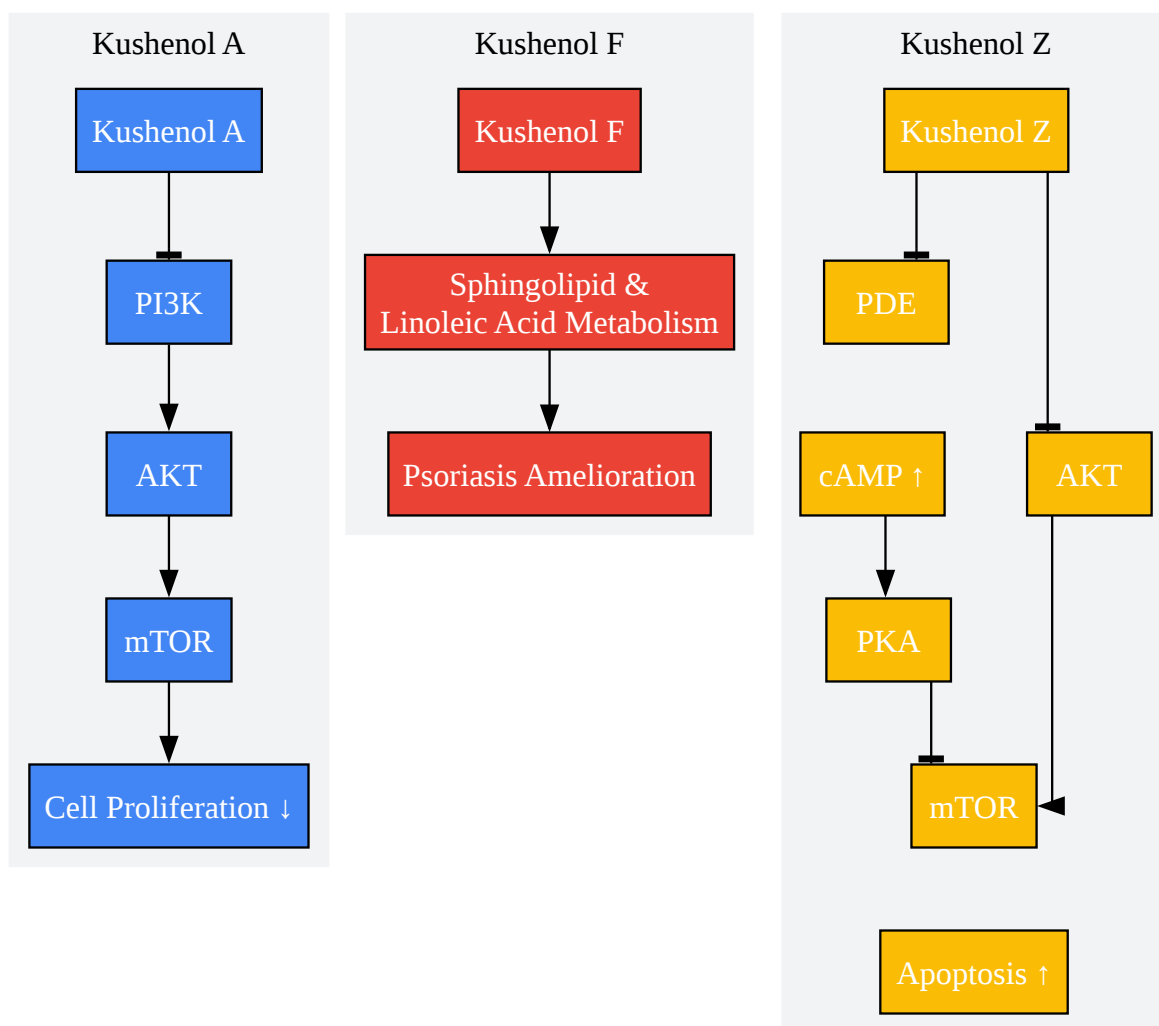 Kushenol A
Kushenol A
PI3K
AKT
mTOR
Cell Proliferation ↓
Kushenol F
Kushenol F
Sphingolipid &
Linoleic Acid Metabolism
Psoriasis Amelioration
Kushenol Z
Kushenol Z
PDE
cAMP ↑
AKT
PKA
mTOR
Apoptosis ↑